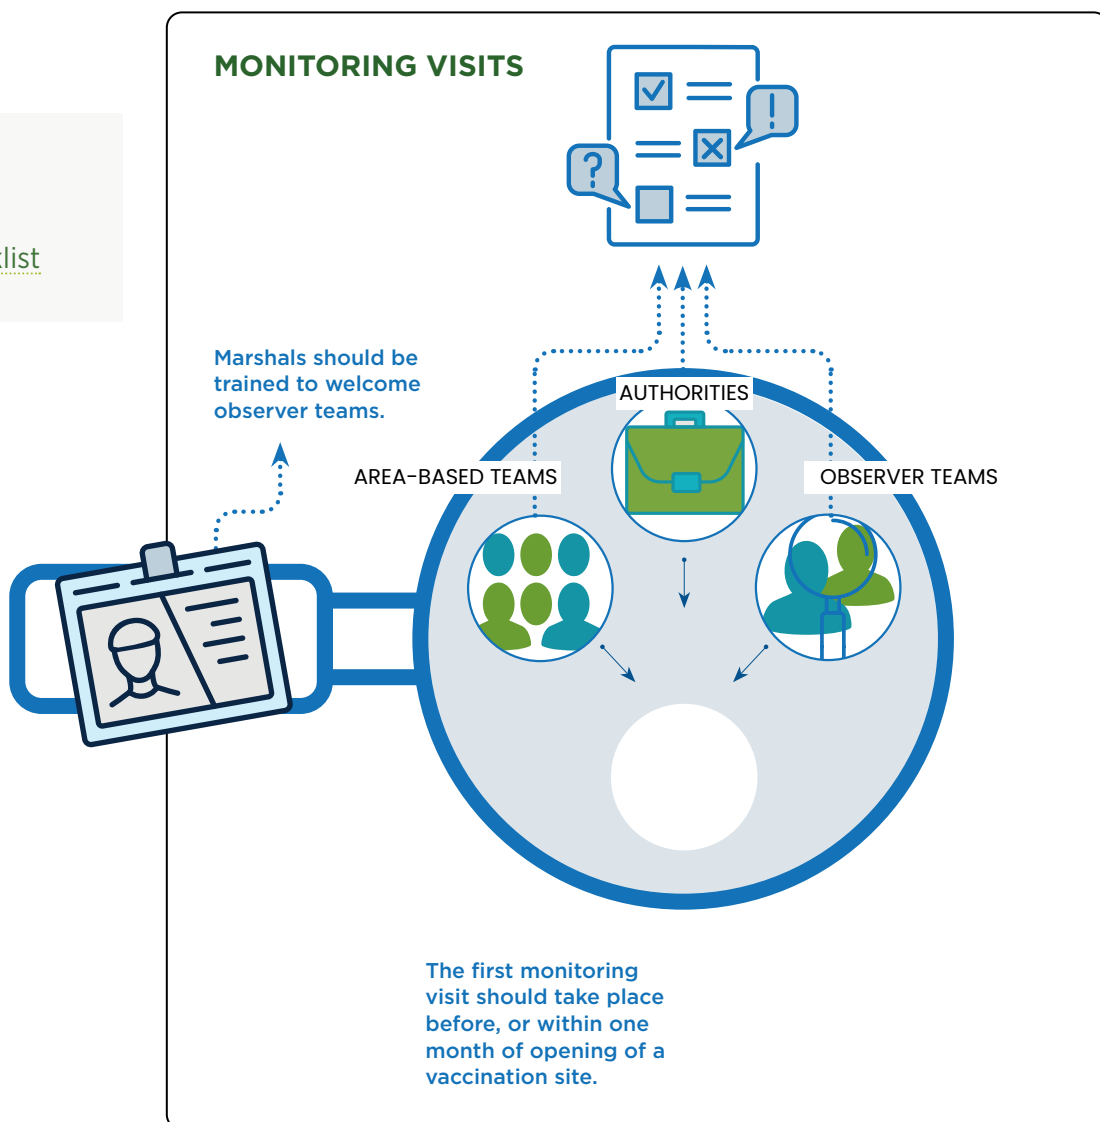 MONITORING VISITS
list
Marshals should be
trained to welcome
observer teams.
AUTHORITIES
AREA-BASED TEAMS
OBSERVER TEAMS
The first monitoring
visit should take place
before, or within one
month of opening of a
vaccination site.